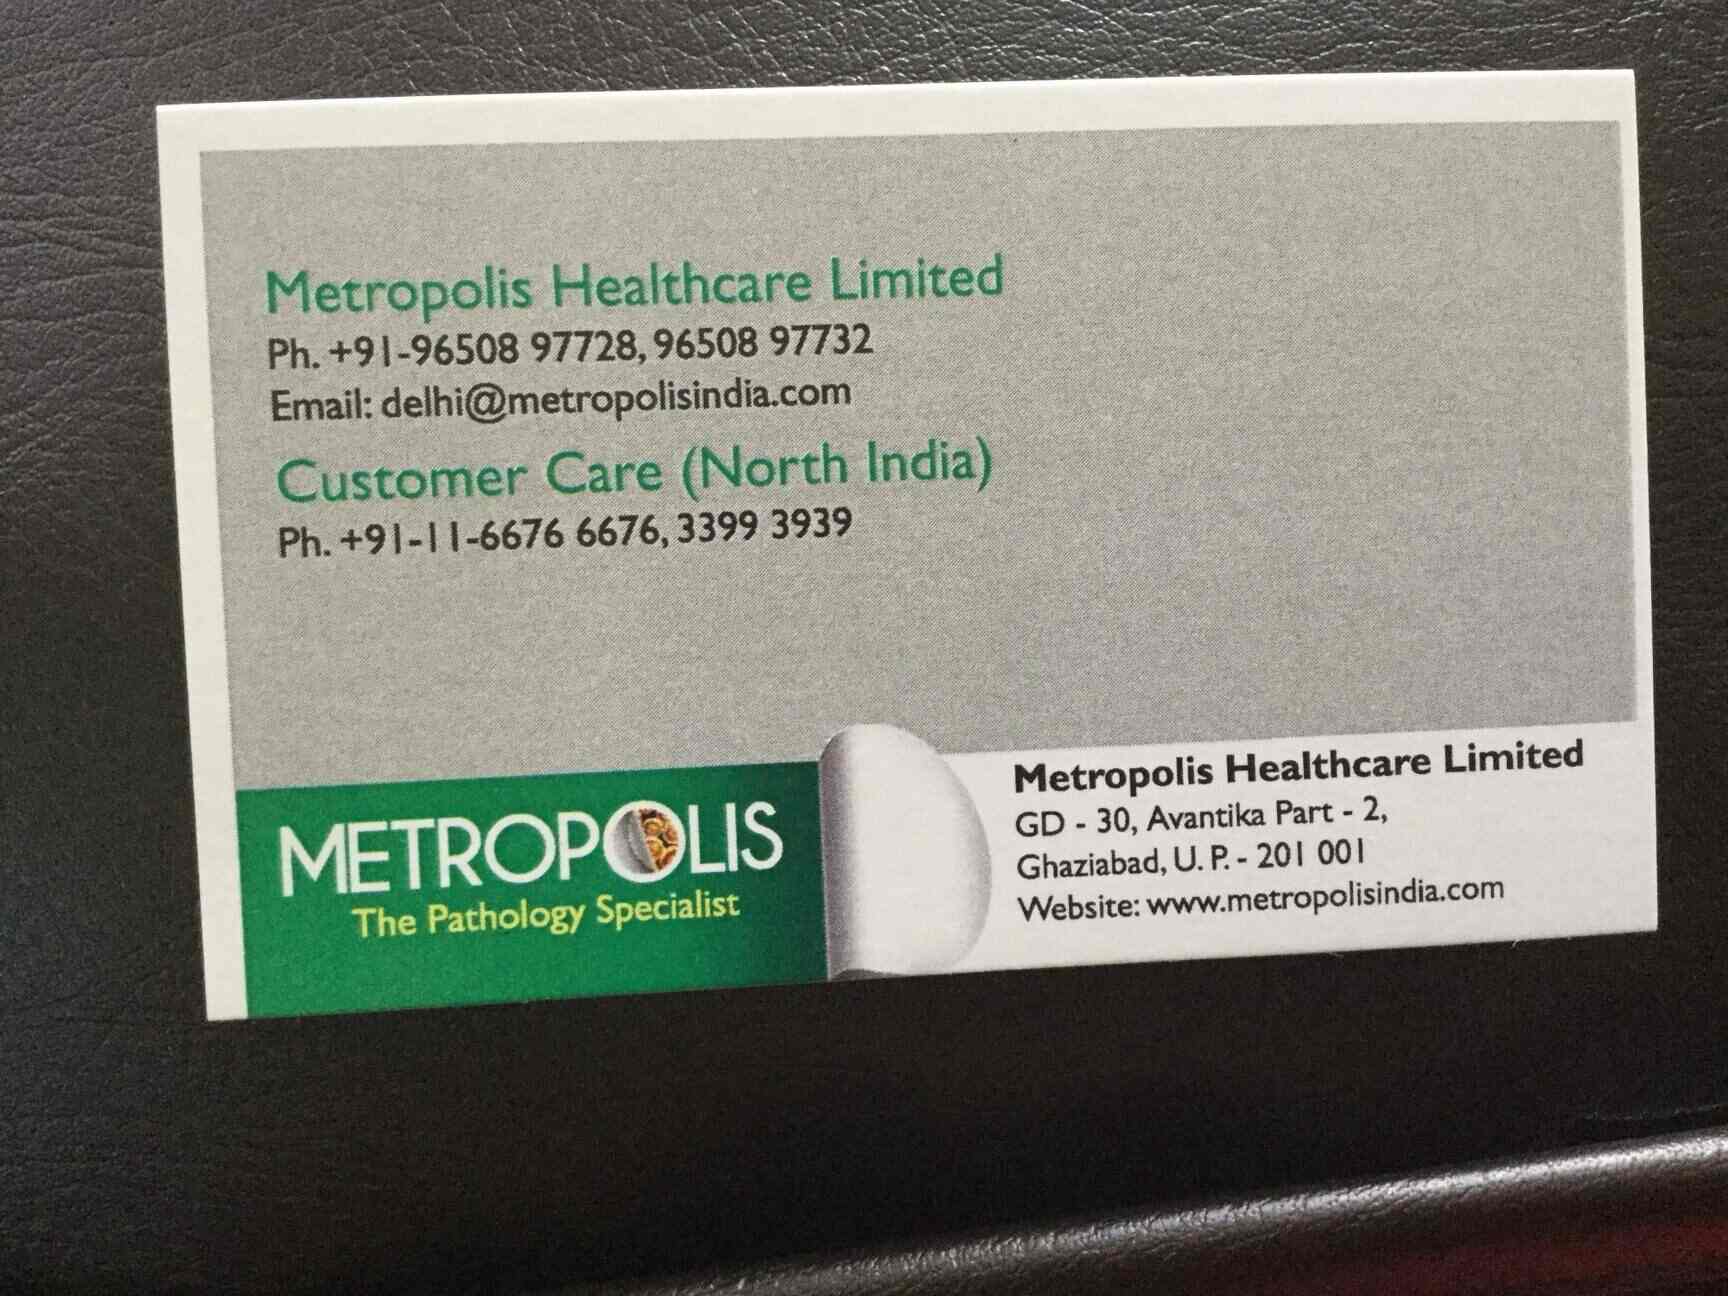 Metropolis Healthcare Limited
Ph. +91-96508 97728, 96508 97732
Email: delhi@metropolisindia.com
Customer Care (North India)
Ph. +91-11-6676 6676, 3399 3939
METROPOLIS
The Pathology Specialist
Metropolis Healthcare Limited
GD - 30, Avantika Part - 2,
Ghaziabad, U. P. - 201 001
Website: www.metropolisindia.com